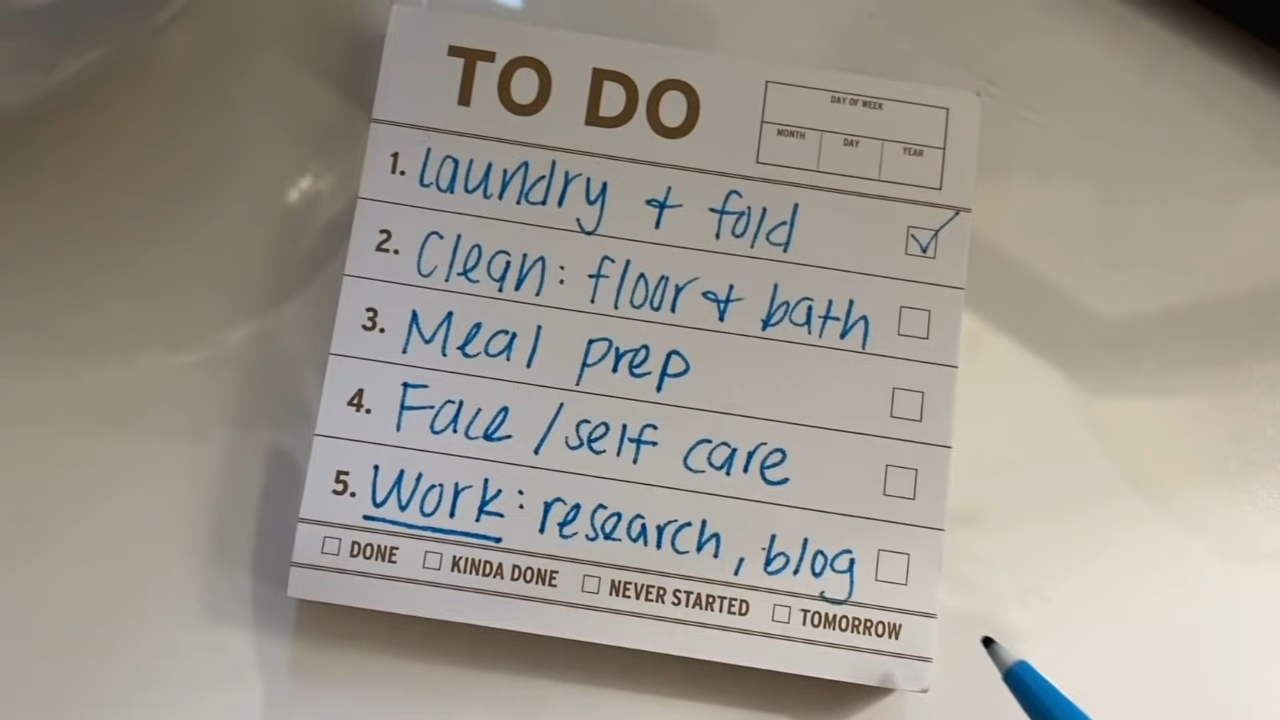 TO DO
DAY OF WEEK
MONTH DAY YEAR
1. Laundry + fold
2. Clean: floor + bath
3. Meal prep
4. Face / self care
5. Work: research, blog
DONE KINDA DONE NEVER STARTED TOMORROW